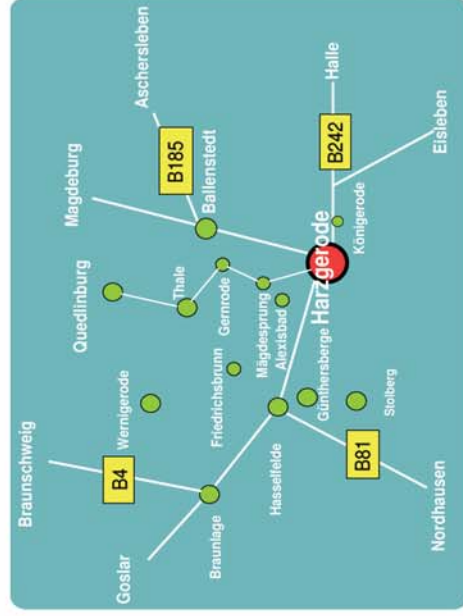 Braunschweig
Magdeburg
Aschersleben
Quedlinburg
B185
Goslar
B4
Wernigerode
Thale
Ballenstedt
Gernrode
Friedrichsbrunn
Mägdesprung
Alexisbad
Braunlage
Harzgerode
B242
Halle
Hasselfelde
Günthersberge
Königerode
Stolberg
Eisleben
B81
Nordhausen